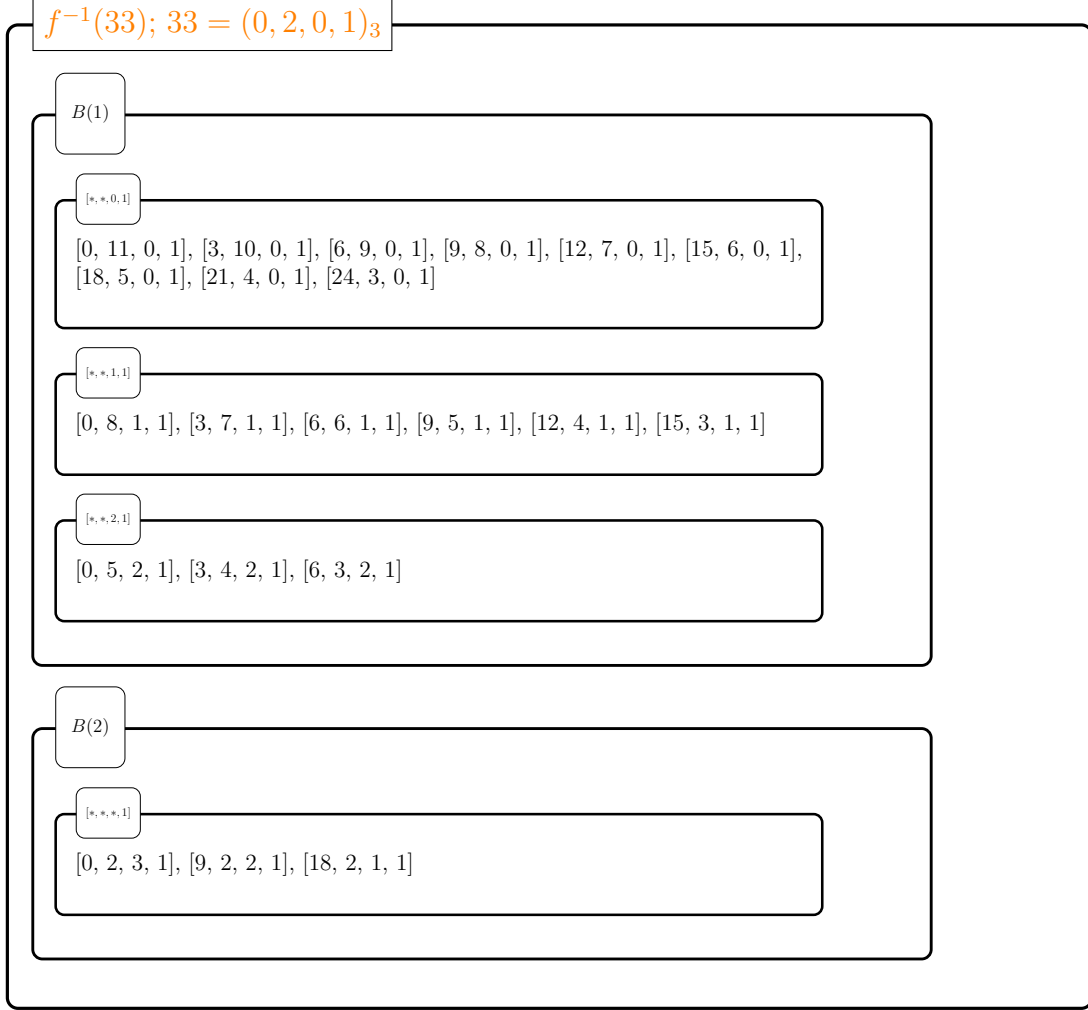 f⁻¹(33); 33 = (0, 2, 0, 1)₃
B(1)
[*, *, 0, 1]
[0, 11, 0, 1], [3, 10, 0, 1], [6, 9, 0, 1], [9, 8, 0, 1], [12, 7, 0, 1], [15, 6, 0, 1],
[18, 5, 0, 1], [21, 4, 0, 1], [24, 3, 0, 1]
[*, *, 1, 1]
[0, 8, 1, 1], [3, 7, 1, 1], [6, 6, 1, 1], [9, 5, 1, 1], [12, 4, 1, 1], [15, 3, 1, 1]
[*, *, 2, 1]
[0, 5, 2, 1], [3, 4, 2, 1], [6, 3, 2, 1]
B(2)
[*, *, *, 1]
[0, 2, 3, 1], [9, 2, 2, 1], [18, 2, 1, 1]